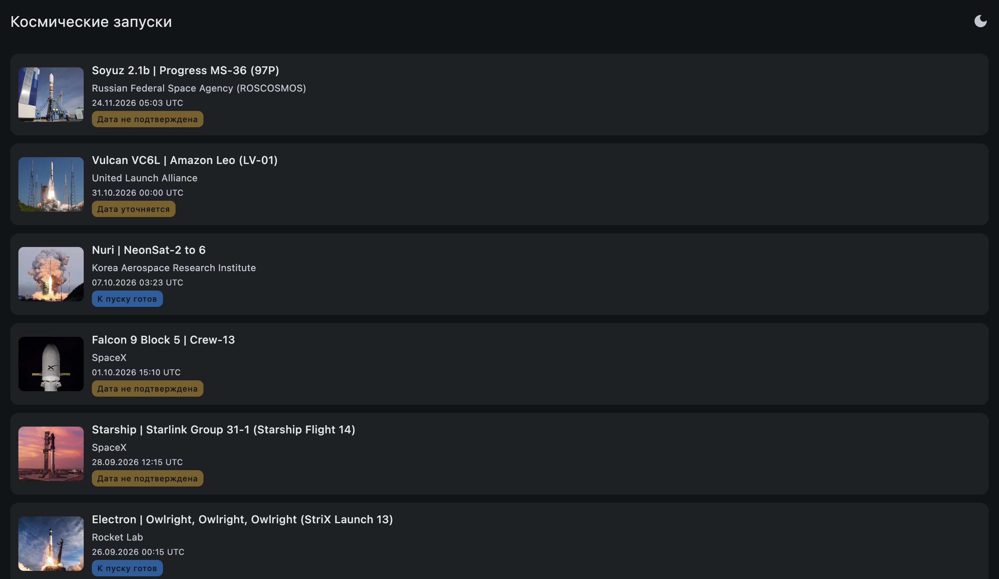 Космические запуски
Soyuz 2.1b | Progress MS-36 (97P)
Russian Federal Space Agency (ROSCOSMOS)
24.11.2026 05:03 UTC
Дата не подтверждена
Vulcan VC6L | Amazon Leo (LV-01)
United Launch Alliance
31.10.2026 00:00 UTC
Дата уточняется
Nuri | NeonSat-2 to 6
Korea Aerospace Research Institute
07.10.2026 03:23 UTC
К пуску готов
Falcon 9 Block 5 | Crew-13
SpaceX
01.10.2026 15:10 UTC
Дата не подтверждена
Starship | Starlink Group 31-1 (Starship Flight 14)
SpaceX
28.09.2026 12:15 UTC
Дата не подтверждена
Electron | Owlright, Owlright, Owlright (StriX Launch 13)
Rocket Lab
26.09.2026 00:15 UTC
К пуску готов